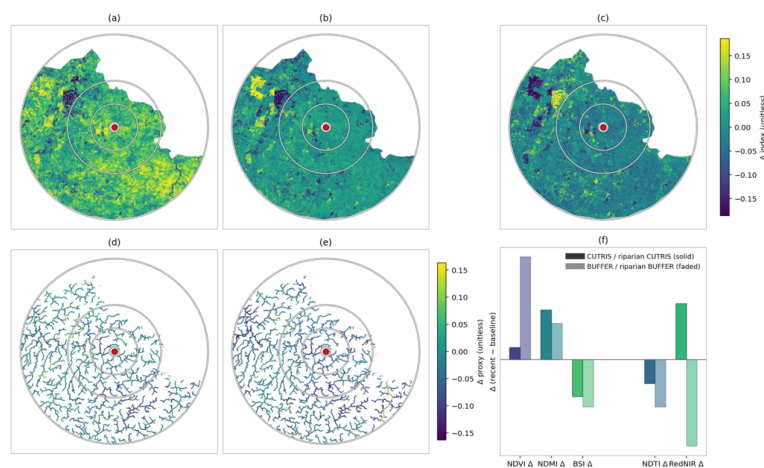 (a)
(b)
(c)
0.15
0.10
0.05
0.00
−0.05
−0.10
−0.15
Δ index (unitless)
(d)
(e)
(f)
0.15
0.10
0.05
0.00
−0.05
−0.10
−0.15
Δ proxy (unitless)
Δ (recent − baseline)
CUTRIS / riparian CUTRIS (solid)
BUFFER / riparian BUFFER (faded)
NDVI Δ NDMI Δ BSI Δ NDTI Δ RedNIR Δ